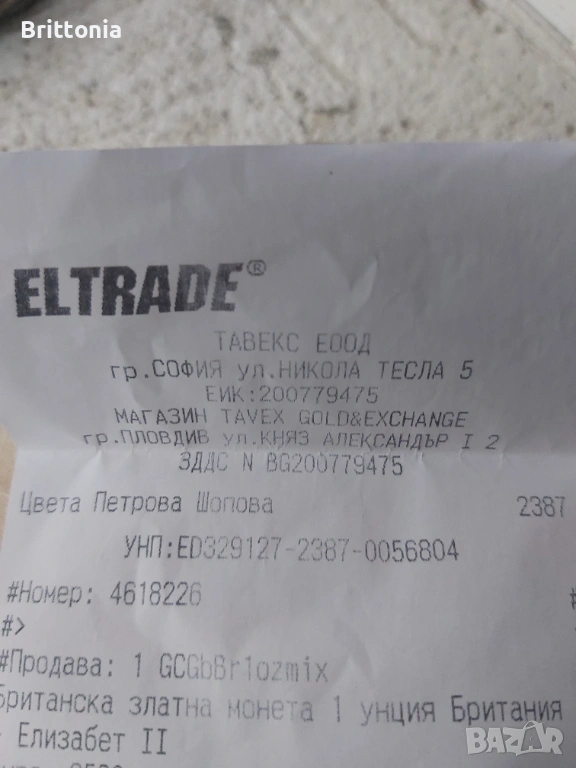 Brittonia
ELTRADE®
ТАВЕКС ЕООД
гр.СОФИЯ ул.НИКОЛА ТЕСЛА 5
ЕИК:200779475
МАГАЗИН TAVEX GOLD&EXCHANGE
гр.ПЛОВДИВ ул.КНЯЗ АЛЕКСАНДЪР I 2
ЗДДС N BG200779475
Цвета Петрова Шопова 2387
УНП:ED329127-2387-0056804
#Номер: 4618226 #
#>
#Продава: 1 GCGbBr1ozmix
Британска златна монета 1 унция Британия
- Елизабет II
BAZAR